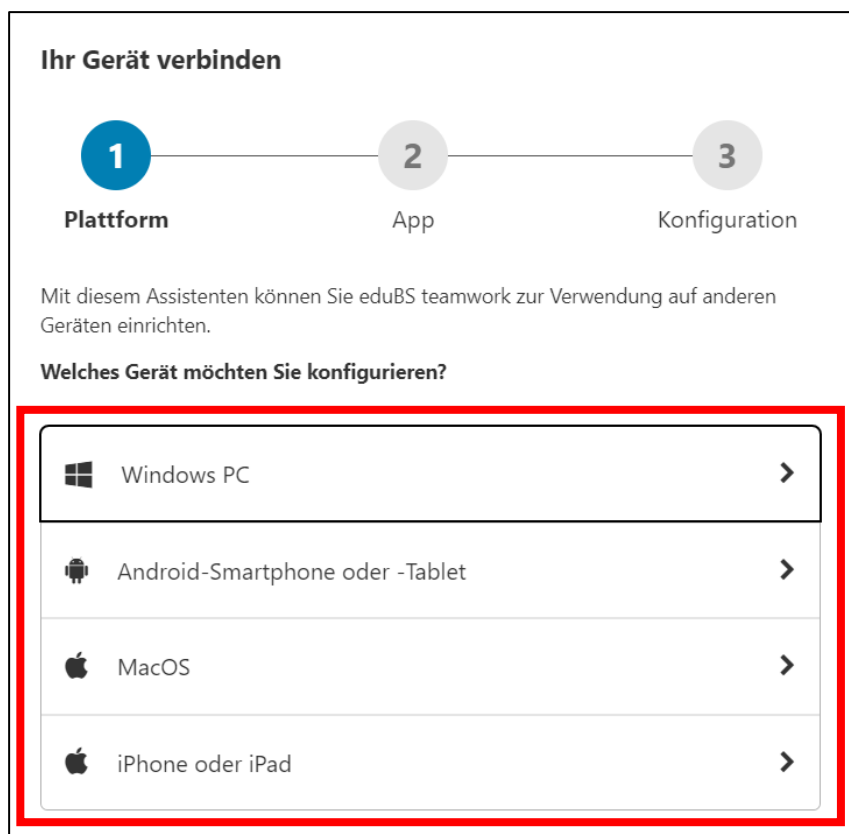 Ihr Gerät verbinden
1
2
3
Plattform
App
Konfiguration
Mit diesem Assistenten können Sie eduBS teamwork zur Verwendung auf anderen
Geräten einrichten.
Welches Gerät möchten Sie konfigurieren?
Windows PC
Android-Smartphone oder -Tablet
MacOS
iPhone oder iPad